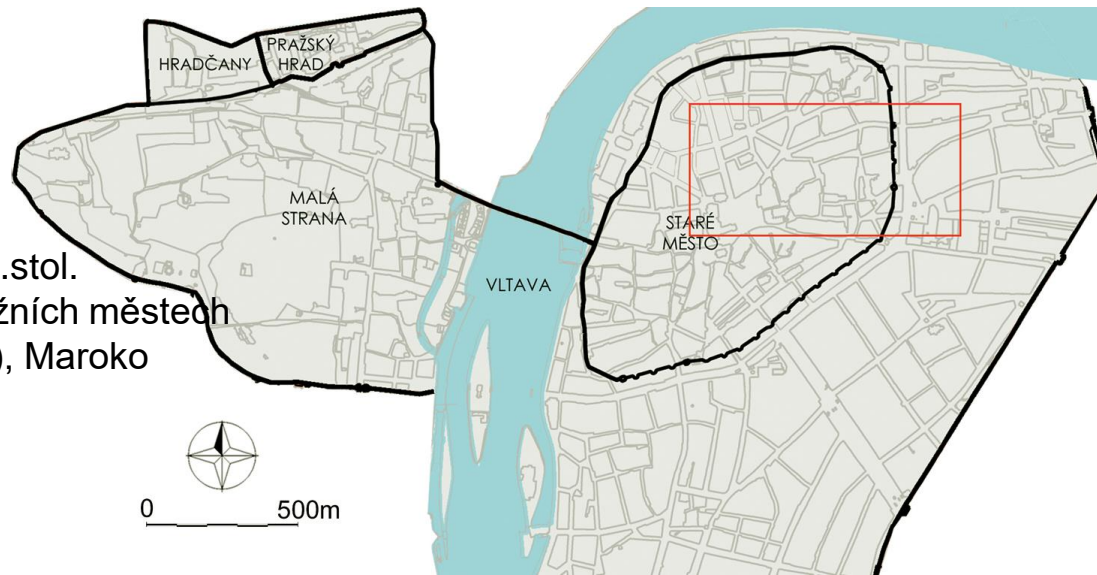 HRADČANY
PRAŽSKÝ
HRAD
MALÁ
STRANA
STARÉ
MĚSTO
VLTAVA
.stol.
žních městech
), Maroko
0 500m